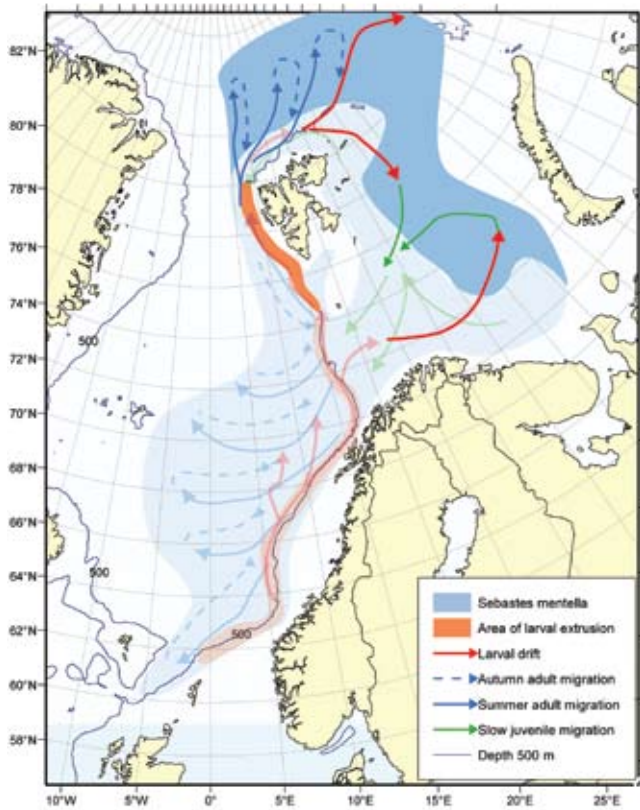 82°N
80°N
78°N
76°N
74°N
500
72°N
70°N
68°N
66°N
64°N
500
62°N
500
60°N
58°N
Sebastes mentella
Area of larval extrusion
Larval drift
Autumn adult migration
Summer adult migration
Slow juvenile migration
Depth 500 m
10°W
5°W
0°
5°E
10°E
15°E
20°E
25°E